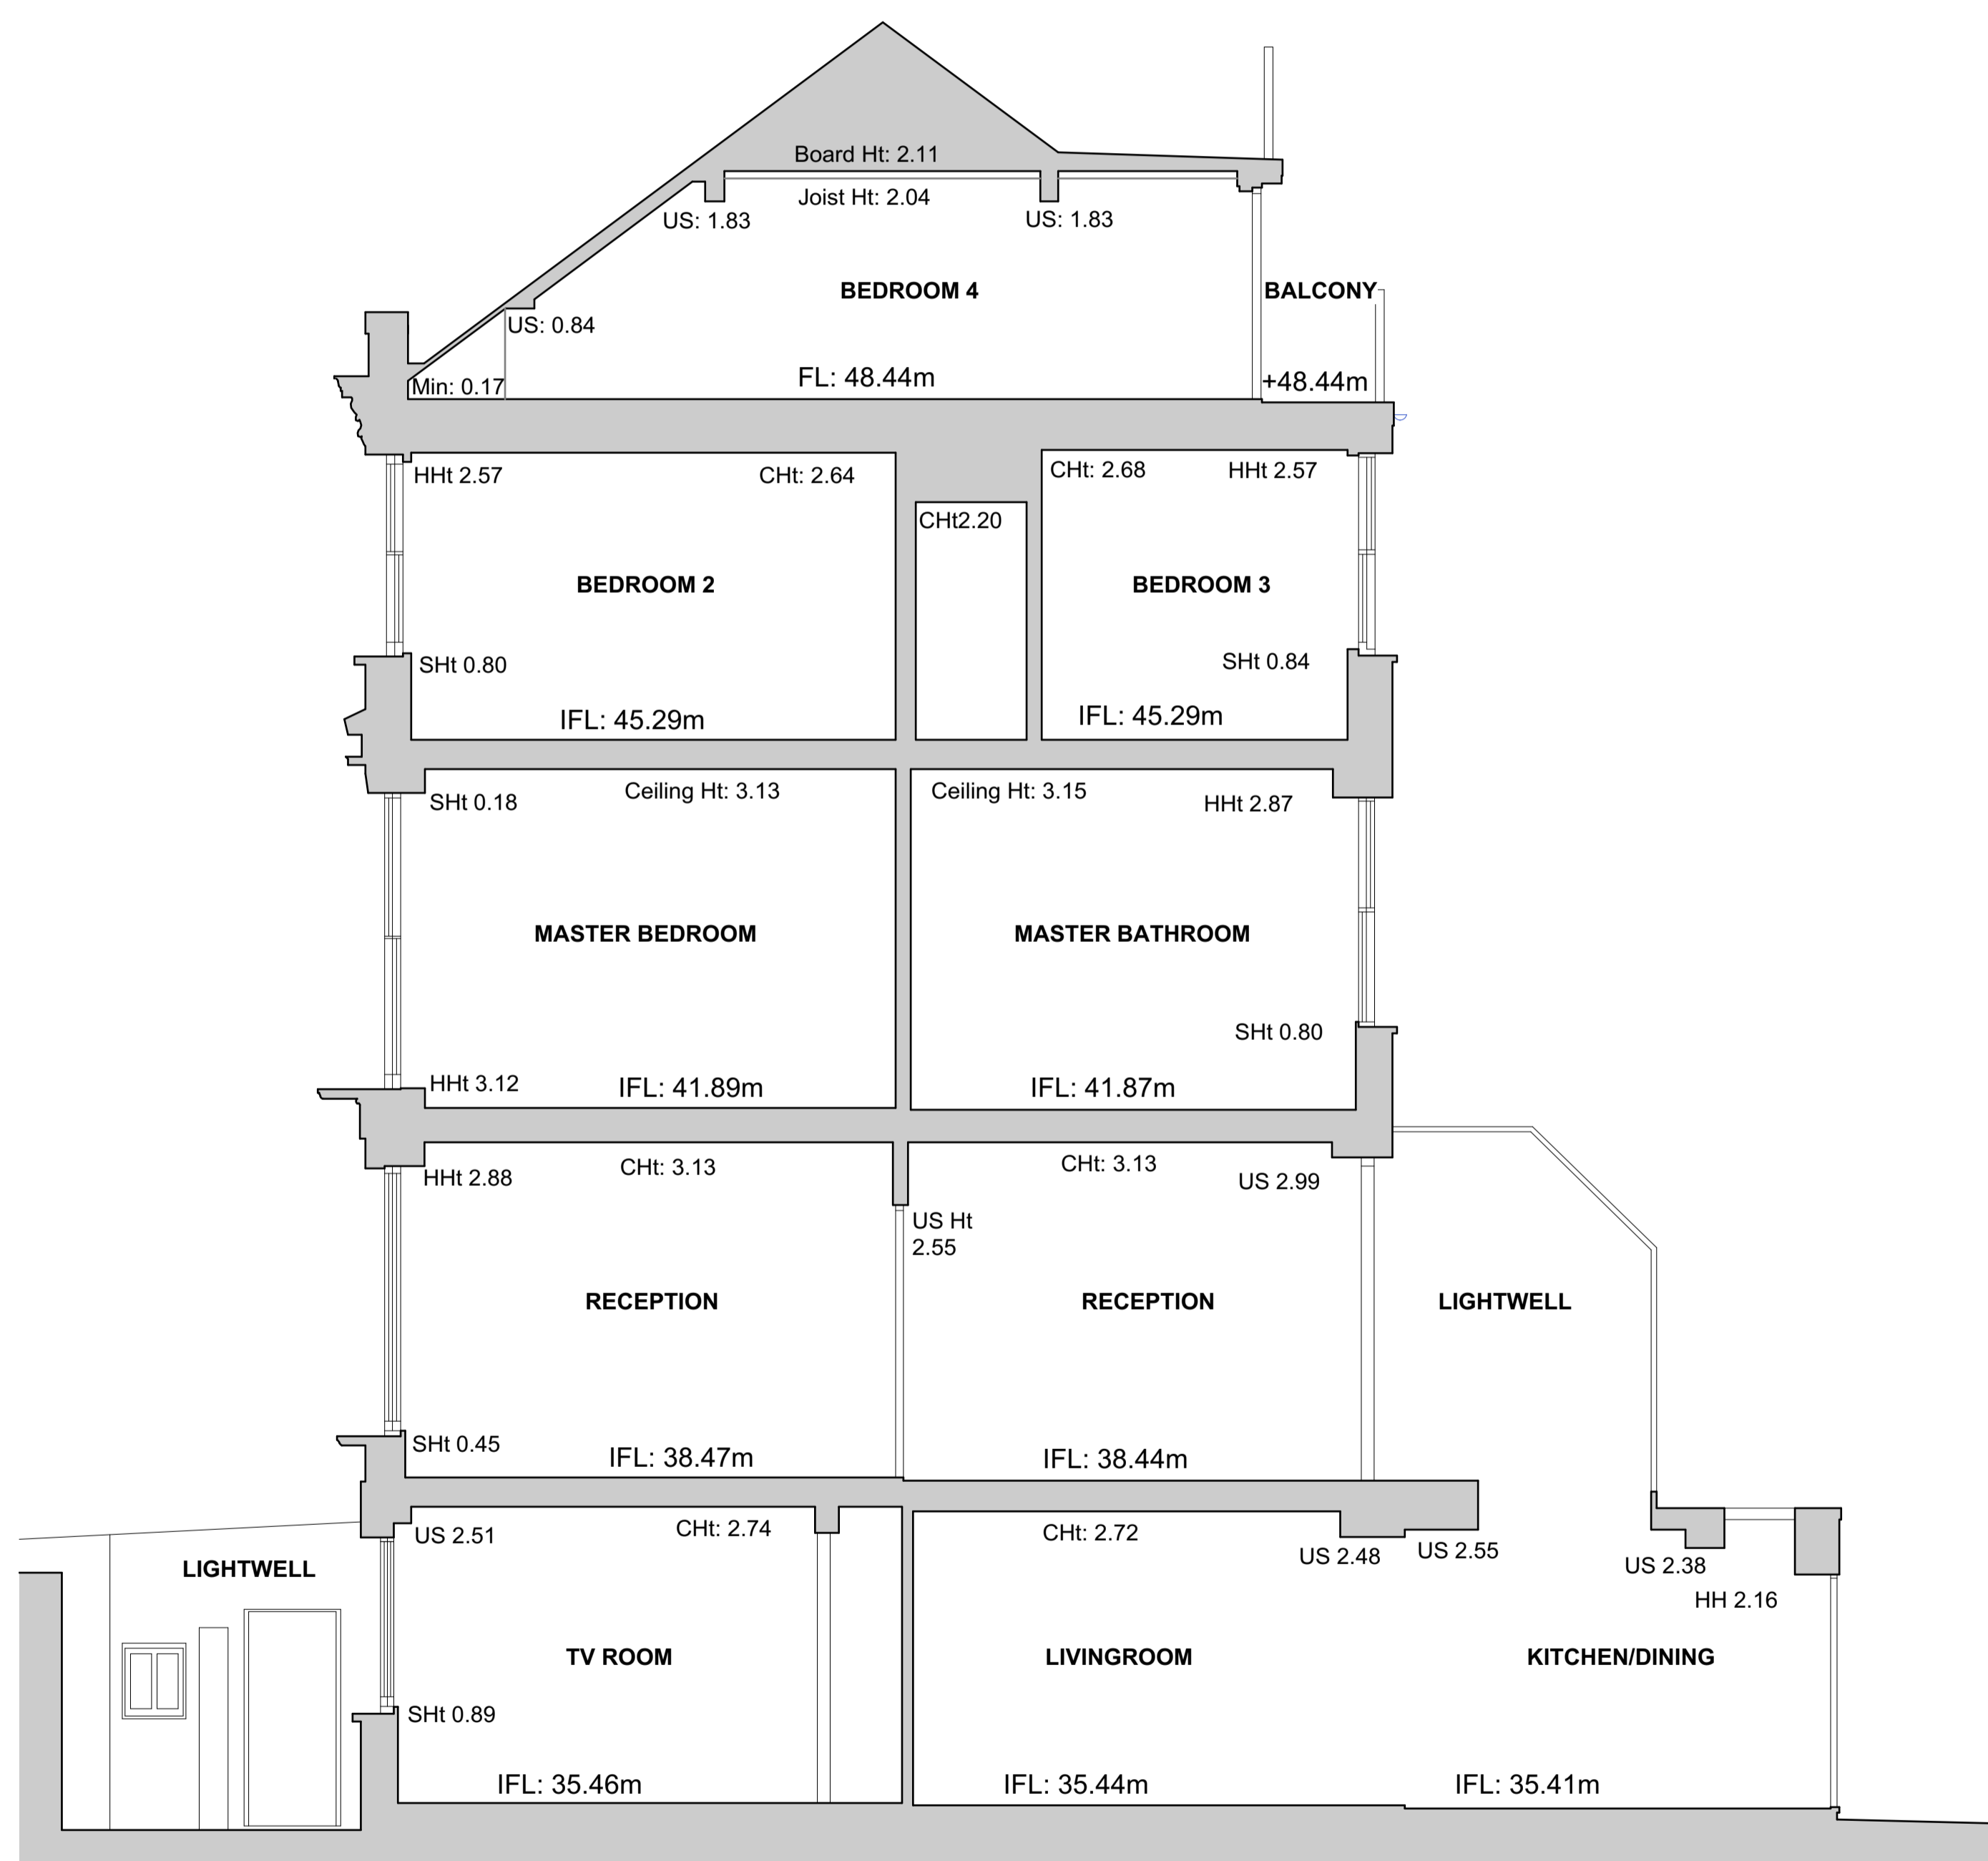 Board Ht: 2.11
Joist Ht: 2.04
US: 1.83
US: 1.83
BEDROOM 4
BALCONY
US: 0.84
FL: 48.44m
+48.44m
Min: 0.17
HHt 2.57
CHt: 2.64
CHt: 2.68
HHt 2.57
CHt2.20
BEDROOM 2
BEDROOM 3
SHt 0.80
SHt 0.84
IFL: 45.29m
IFL: 45.29m
SHt 0.18
Ceiling Ht: 3.13
Ceiling Ht: 3.15
HHt 2.87
MASTER BEDROOM
MASTER BATHROOM
SHt 0.80
HHt 3.12
IFL: 41.89m
IFL: 41.87m
HHt 2.88
CHt: 3.13
CHt: 3.13
US 2.99
US Ht
2.55
RECEPTION
RECEPTION
LIGHTWELL
SHt 0.45
IFL: 38.47m
IFL: 38.44m
US 2.51
CHt: 2.74
CHt: 2.72
US 2.48
US 2.55
US 2.38
LIGHTWELL
HH 2.16
TV ROOM
LIVINGROOM
KITCHEN/DINING
SHt 0.89
IFL: 35.46m
IFL: 35.44m
IFL: 35.41m